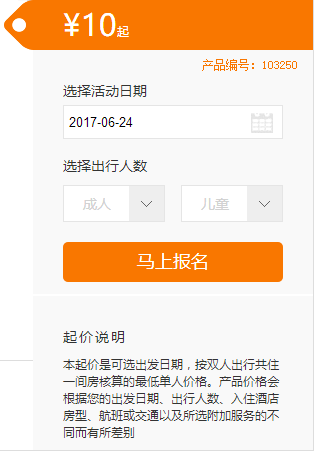 ¥10起
产品编号：103250
选择活动日期
2017-06-24
选择出行人数
成人 儿童
马上报名
起价说明
本起价是可选出发日期，按双人出行共住
一间房核算的最低单人价格。产品价格会
根据您的出发日期、出行人数、入住酒店
房型、航班或交通以及所选附加服务的不
同而有所差别